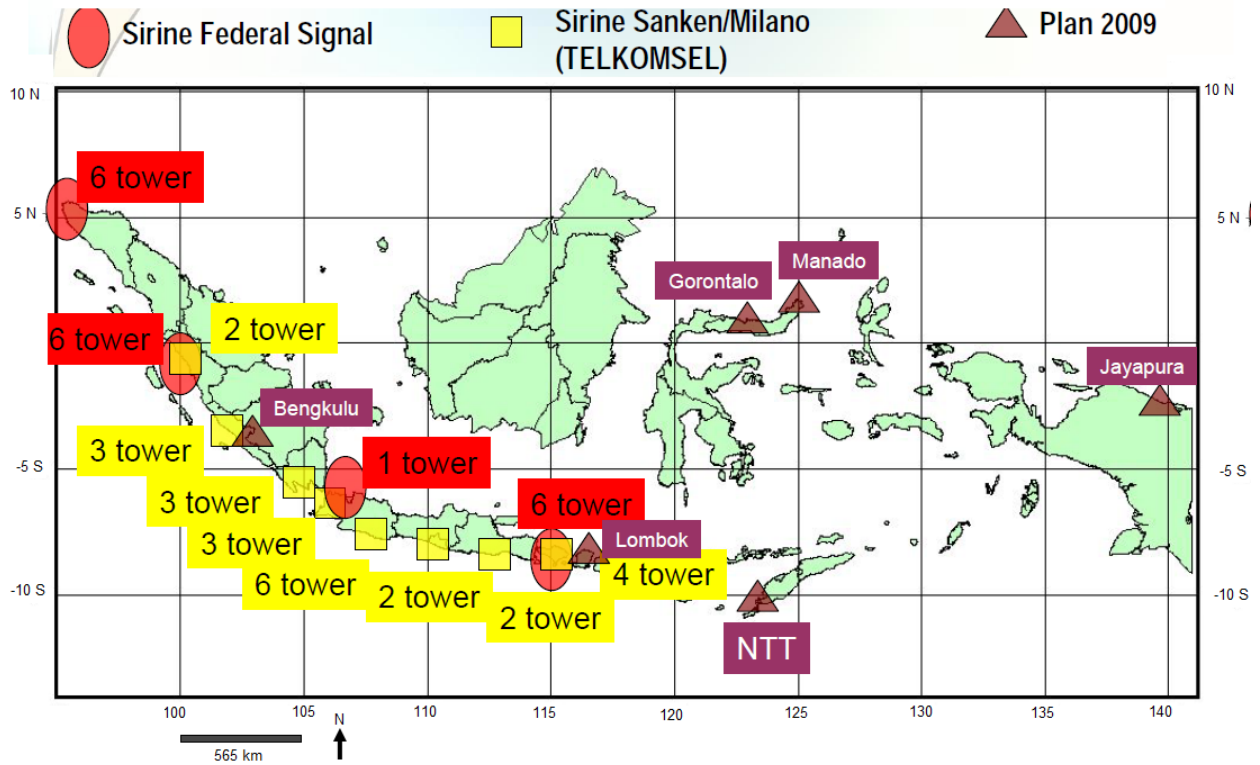 Sirine Federal Signal
Sirine Sanken/Milano
(TELKOMSEL)
Plan 2009
10 N
10 N
6 tower
5 N
5 N
Manado
Gorontalo
2 tower
6 tower
Jayapura
Bengkulu
3 tower
1 tower
-5 S
-5 S
3 tower
6 tower
3 tower
Lombok
6 tower
4 tower
2 tower
2 tower
-10 S
-10 S
NTT
100
105
110
115
120
125
130
135
140
N
565 km